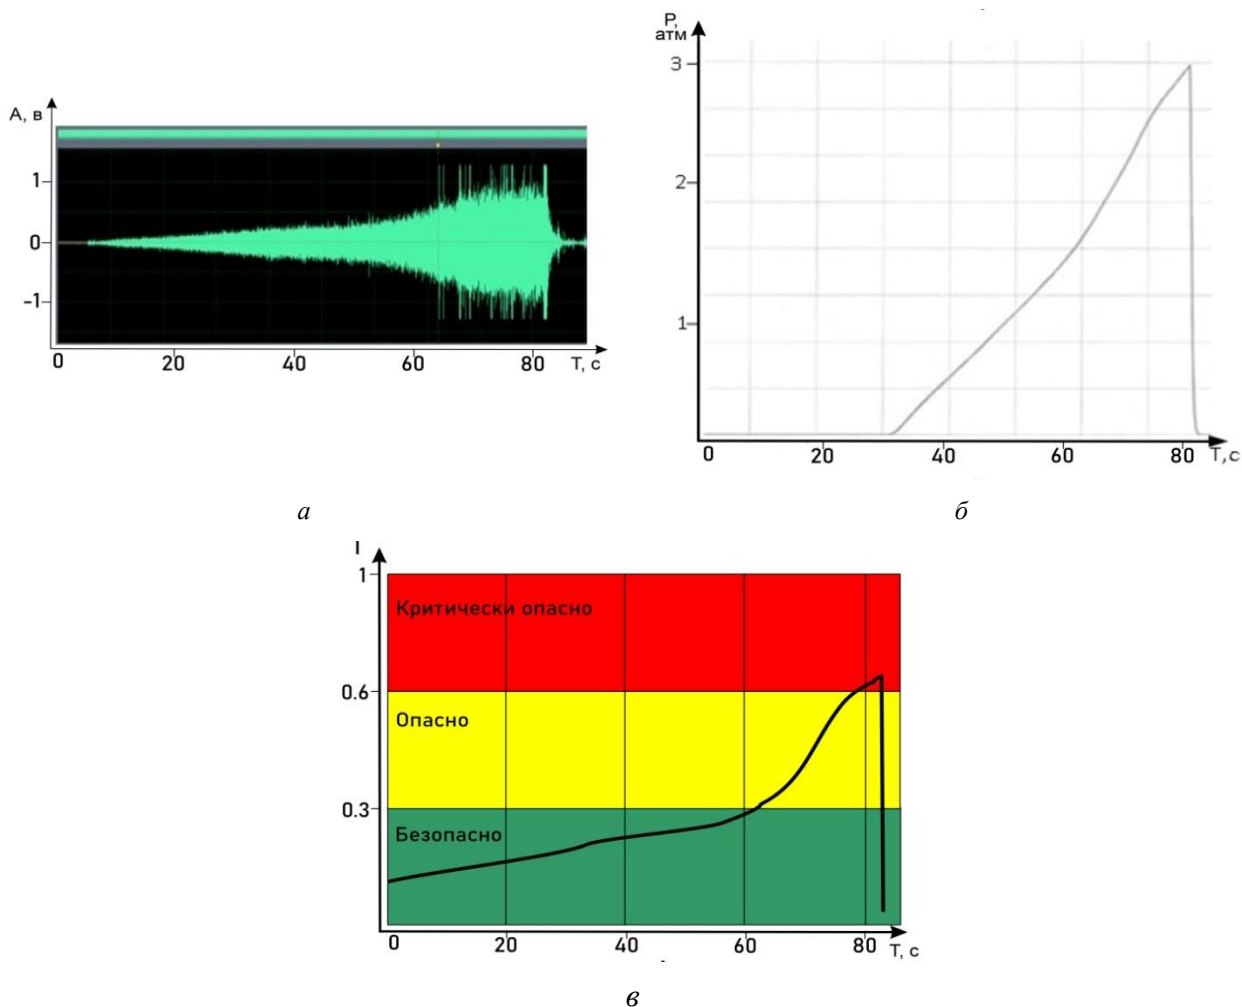 P,
атм
3
2
1
0 20 40 60 80 T, с
А, в
1
0
-1
0 20 40 60 80 T, с
а
б
I
1
0.6
0.3
Критически опасно
Опасно
Безопасно
0 20 40 60 80 T, с
в